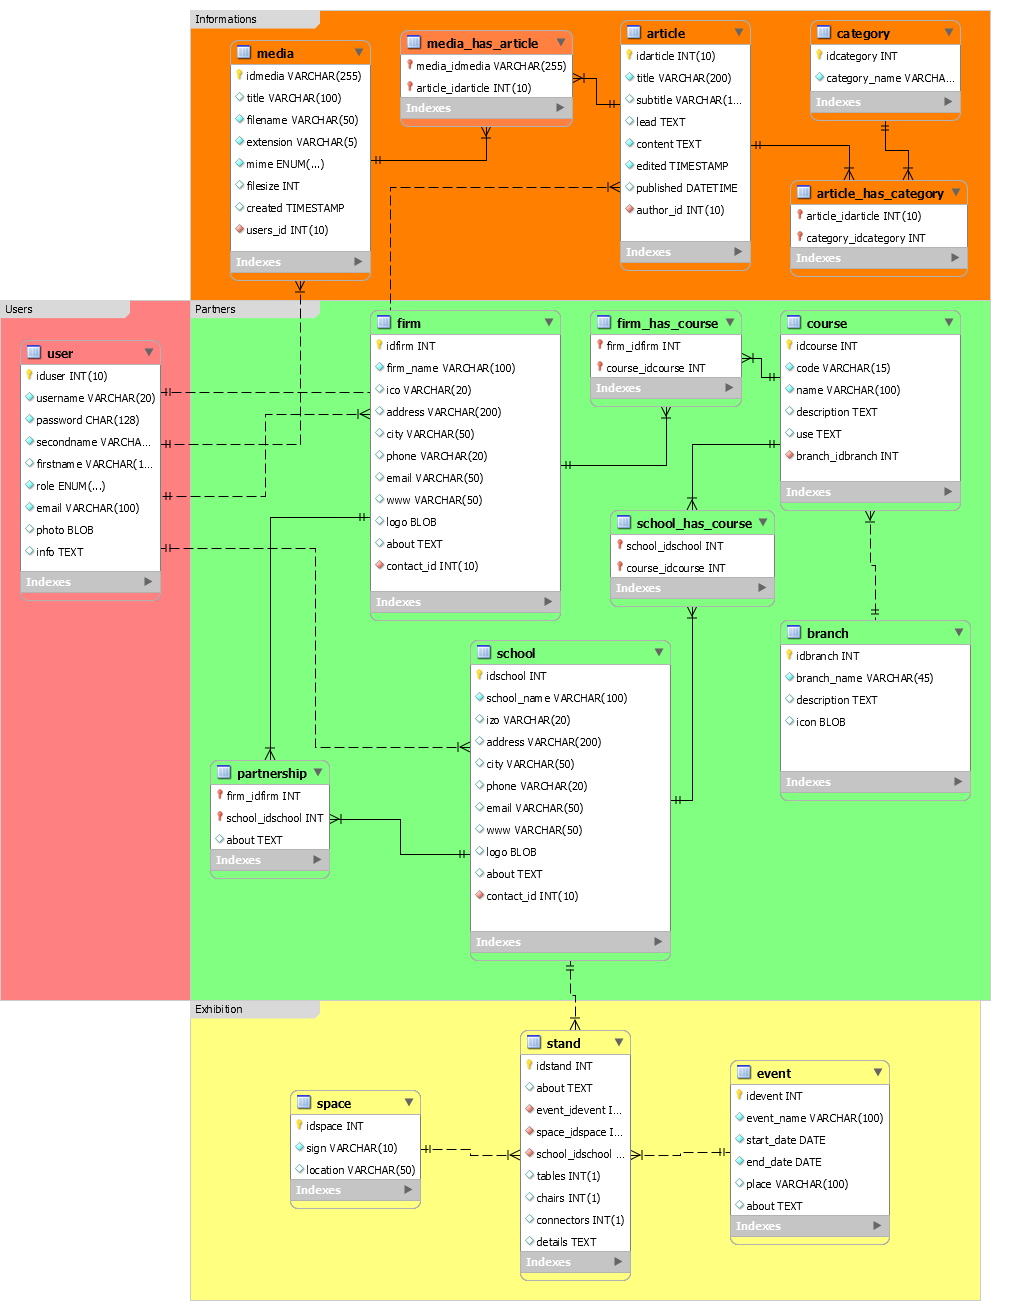 Informations
media
idmedia VARCHAR(255)
title VARCHAR(100)
filename VARCHAR(50)
extension VARCHAR(5)
mime ENUM(...)
filesize INT
created TIMESTAMP
users_id INT(10)
Indexes
media_has_article
media_idmedia VARCHAR(255)
article_idarticle INT(10)
Indexes
article
idarticle INT(10)
title VARCHAR(200)
subtitle VARCHAR(1...
lead TEXT
content TEXT
edited TIMESTAMP
published DATETIME
author_id INT(10)
Indexes
category
idcategory INT
category_name VARCHA...
Indexes
article_has_category
article_idarticle INT(10)
category_idcategory INT
Indexes
Users
user
iduser INT(10)
username VARCHAR(20)
password CHAR(128)
secondname VARCHA...
firstname VARCHAR(1...
role ENUM(...)
email VARCHAR(100)
photo BLOB
info TEXT
Indexes
Partners
firm
idfirm INT
firm_name VARCHAR(100)
ico VARCHAR(20)
address VARCHAR(200)
city VARCHAR(50)
phone VARCHAR(20)
email VARCHAR(50)
www VARCHAR(50)
logo BLOB
about TEXT
contact_id INT(10)
Indexes
firm_has_course
firm_idfirm INT
course_idcourse INT
Indexes
course
idcourse INT
code VARCHAR(15)
name VARCHAR(100)
description TEXT
use TEXT
branch_idbranch INT
Indexes
school_has_course
school_idschool INT
course_idcourse INT
Indexes
branch
idbranch INT
branch_name VARCHAR(45)
description TEXT
icon BLOB
Indexes
school
idschool INT
school_name VARCHAR(100)
izo VARCHAR(20)
address VARCHAR(200)
city VARCHAR(50)
phone VARCHAR(20)
email VARCHAR(50)
www VARCHAR(50)
logo BLOB
about TEXT
contact_id INT(10)
Indexes
partnership
firm_idfirm INT
school_idschool INT
about TEXT
Indexes
Exhibition
space
idspace INT
sign VARCHAR(10)
location VARCHAR(50)
Indexes
stand
idstand INT
about TEXT
event_idevent I...
space_idspace I...
school_idschool ...
tables INT(1)
chairs INT(1)
connectors INT(1)
details TEXT
Indexes
event
idevent INT
event_name VARCHAR(100)
start_date DATE
end_date DATE
place VARCHAR(100)
about TEXT
Indexes